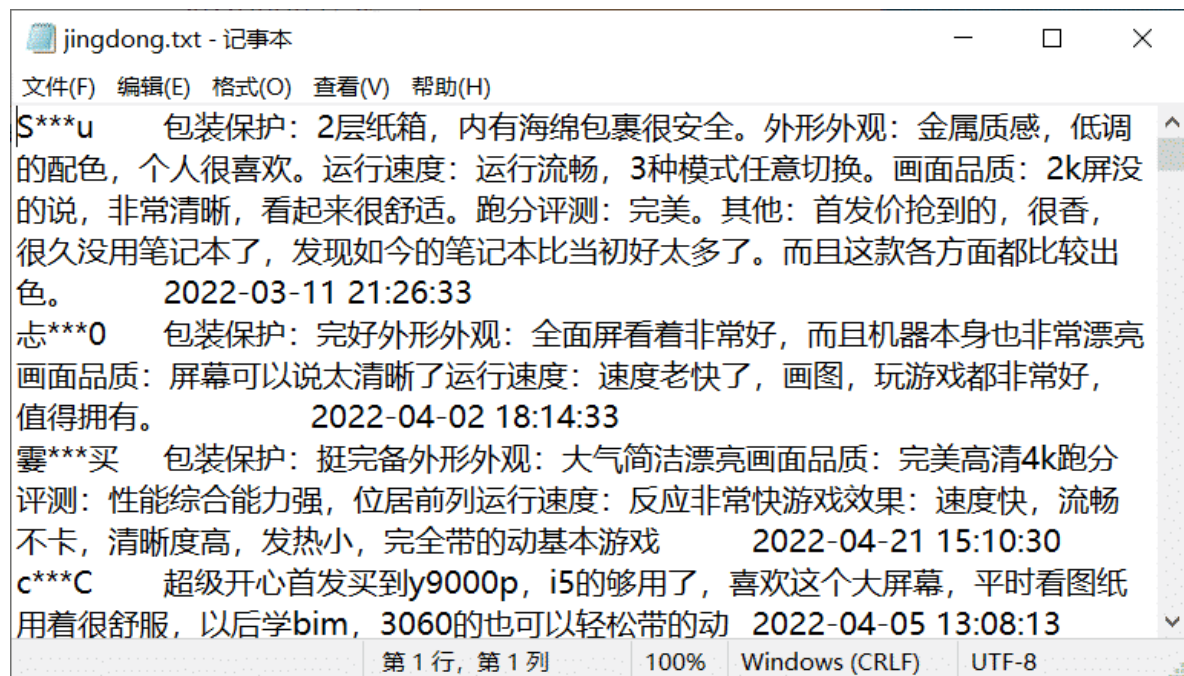 jingdong.txt - 记事本
文件(F) 编辑(E) 格式(O) 查看(V) 帮助(H)
S***u 包装保护：2层纸箱，内有海绵包裹很安全。外形外观：金属质感，低调
的配色，个人很喜欢。运行速度：运行流畅，3种模式任意切换。画面品质：2k屏没
的说，非常清晰，看起来很舒适。跑分评测：完美。其他：首发价抢到的，很香，
很久没用笔记本了，发现如今的笔记本比当初好太多了。而且这款各方面都比较出
色。 2022-03-11 21:26:33
忐***0 包装保护：完好外形外观：全面屏看着非常好，而且机器本身也非常漂亮
画面品质：屏幕可以说太清晰了运行速度：速度老快了，画图，玩游戏都非常好，
值得拥有。 2022-04-02 18:14:33
霎***买 包装保护：挺完备外形外观：大气简洁漂亮画面品质：完美高清4k跑分
评测：性能综合能力强，位居前列运行速度：反应非常快游戏效果：速度快，流畅
不卡，清晰度高，发热小，完全带的动基本游戏 2022-04-21 15:10:30
c***C 超级开心首发买到y9000p，i5的够用了，喜欢这个大屏幕，平时看图纸
用着很舒服，以后学bim，3060的也可以轻松带的动 2022-04-05 13:08:13
第 1 行，第 1 列 100% Windows (CRLF) UTF-8